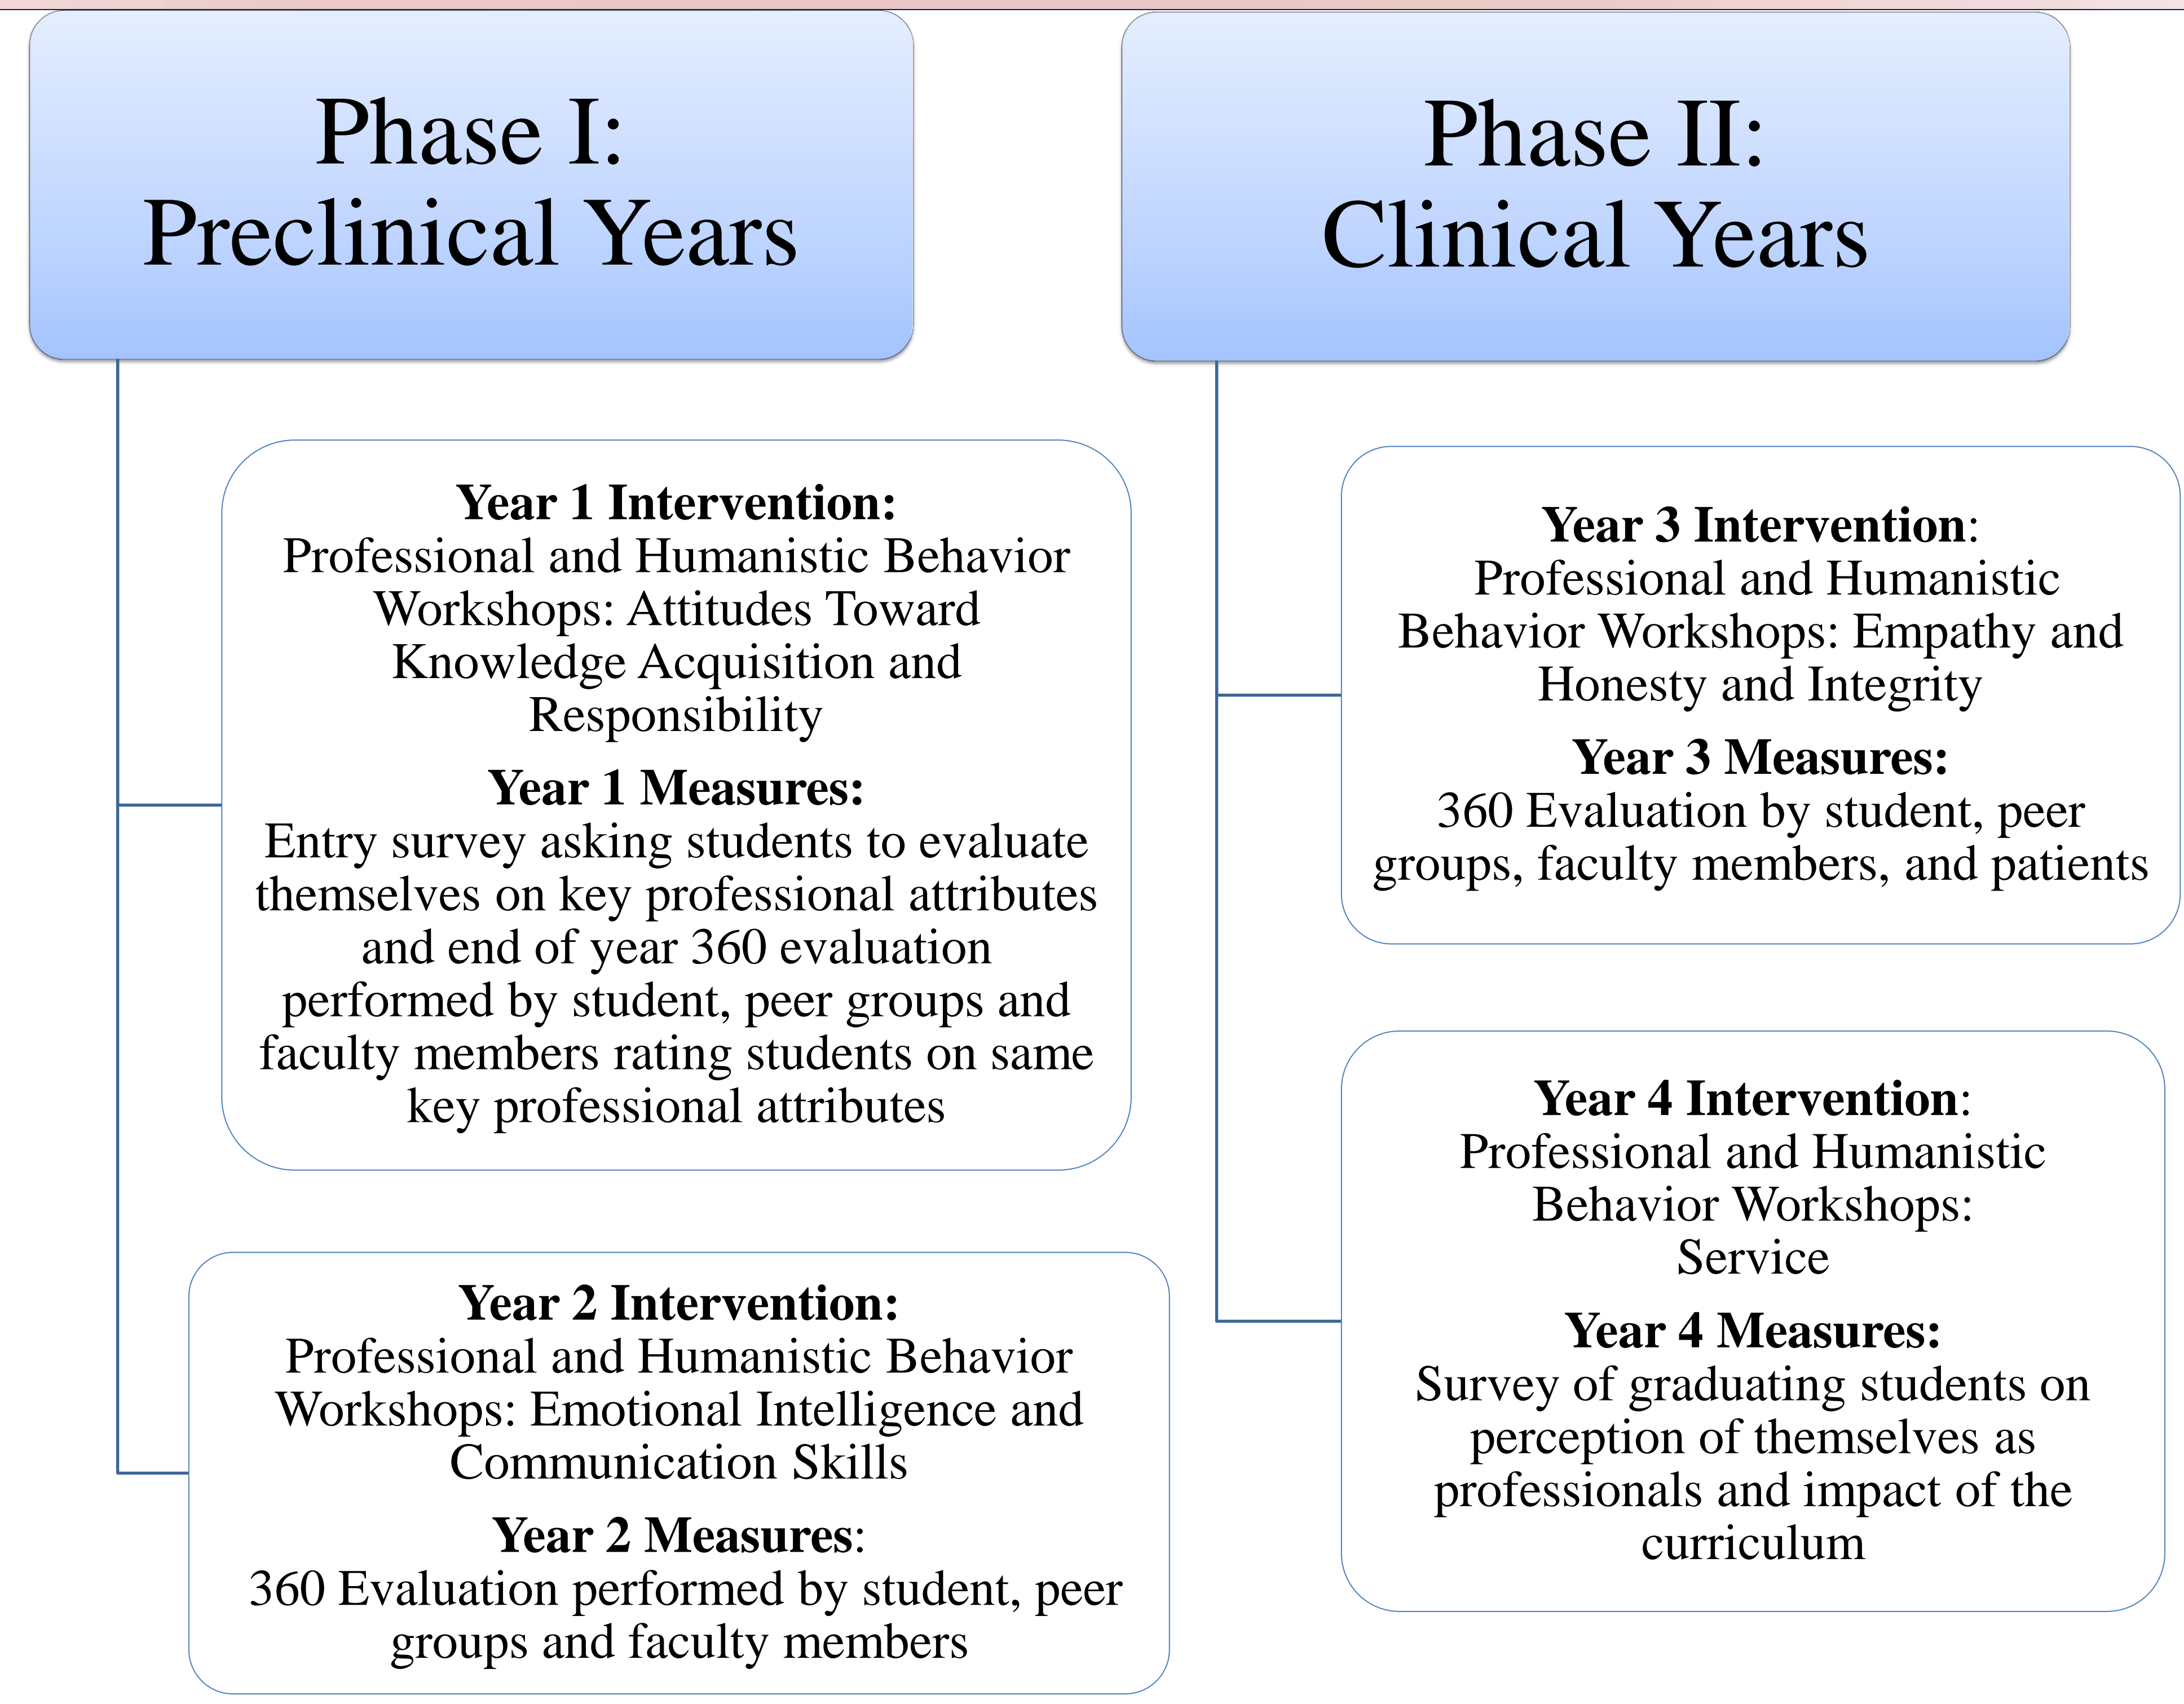 Phase I:
Preclinical Years
Year 1 Intervention:
Professional and Humanistic Behavior
Workshops: Attitudes Toward
Knowledge Acquisition and
Responsibility
Year 1 Measures:
Entry survey asking students to evaluate
themselves on key professional attributes
and end of year 360 evaluation
performed by student, peer groups and
faculty members rating students on same
key professional attributes
Year 2 Intervention:
Professional and Humanistic Behavior
Workshops: Emotional Intelligence and
Communication Skills
Year 2 Measures:
360 Evaluation performed by student, peer
groups and faculty members
Phase II:
Clinical Years
Year 3 Intervention:
Professional and Humanistic
Behavior Workshops: Empathy and
Honesty and Integrity
Year 3 Measures:
360 Evaluation by student, peer
groups, faculty members, and patients
Year 4 Intervention:
Professional and Humanistic
Behavior Workshops:
Service
Year 4 Measures:
Survey of graduating students on
perception of themselves as
professionals and impact of the
curriculum